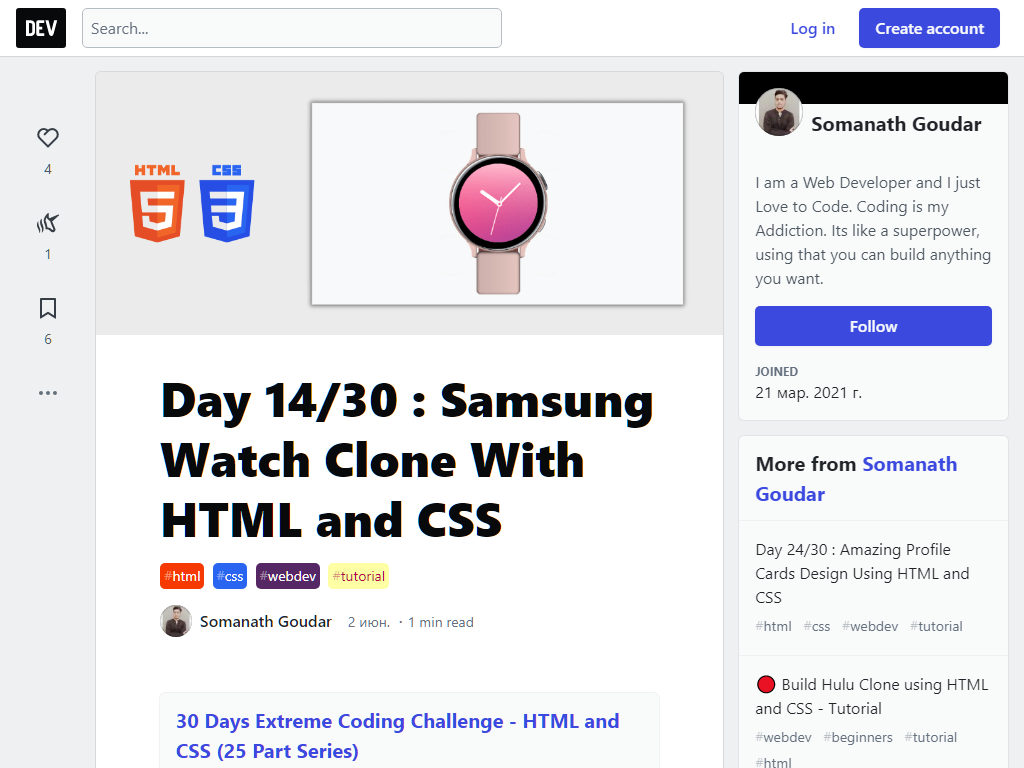 DEV
Search...
Log in
Create account
4
1
6
HTML
CSS
5
3
Day 14/30 : Samsung
Watch Clone With
HTML and CSS
#html #css #webdev #tutorial
Somanath Goudar 2 июн. · 1 min read
30 Days Extreme Coding Challenge - HTML and
CSS (25 Part Series)
Somanath Goudar
I am a Web Developer and I just
Love to Code. Coding is my
Addiction. Its like a superpower,
using that you can build anything
you want.
Follow
JOINED
21 мар. 2021 г.
More from Somanath
Goudar
Day 24/30 : Amazing Profile
Cards Design Using HTML and
CSS
#html #css #webdev #tutorial
🔴 Build Hulu Clone using HTML
and CSS - Tutorial
#webdev #beginners #tutorial
#html